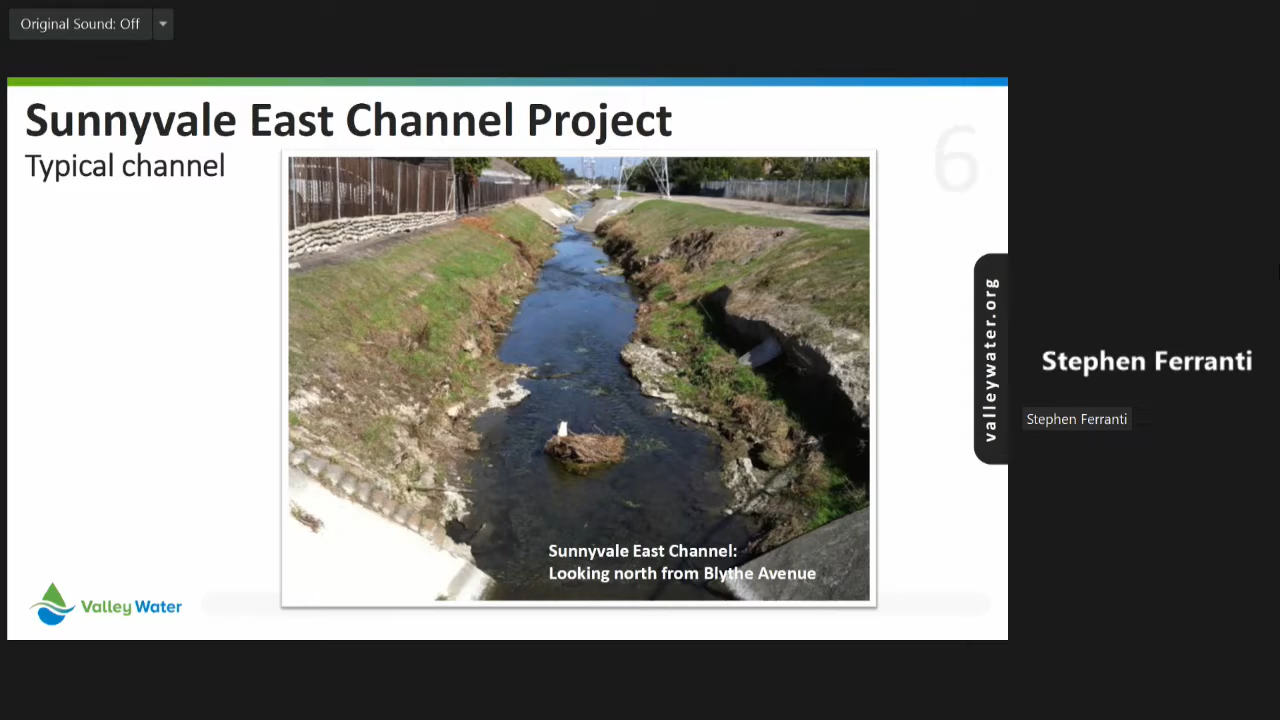 Original Sound: Off
Sunnyvale East Channel Project
Typical channel
6
valleywater.org
Stephen Ferranti
Stephen Ferranti
Sunnyvale East Channel:
Looking north from Blythe Avenue
Valley Water